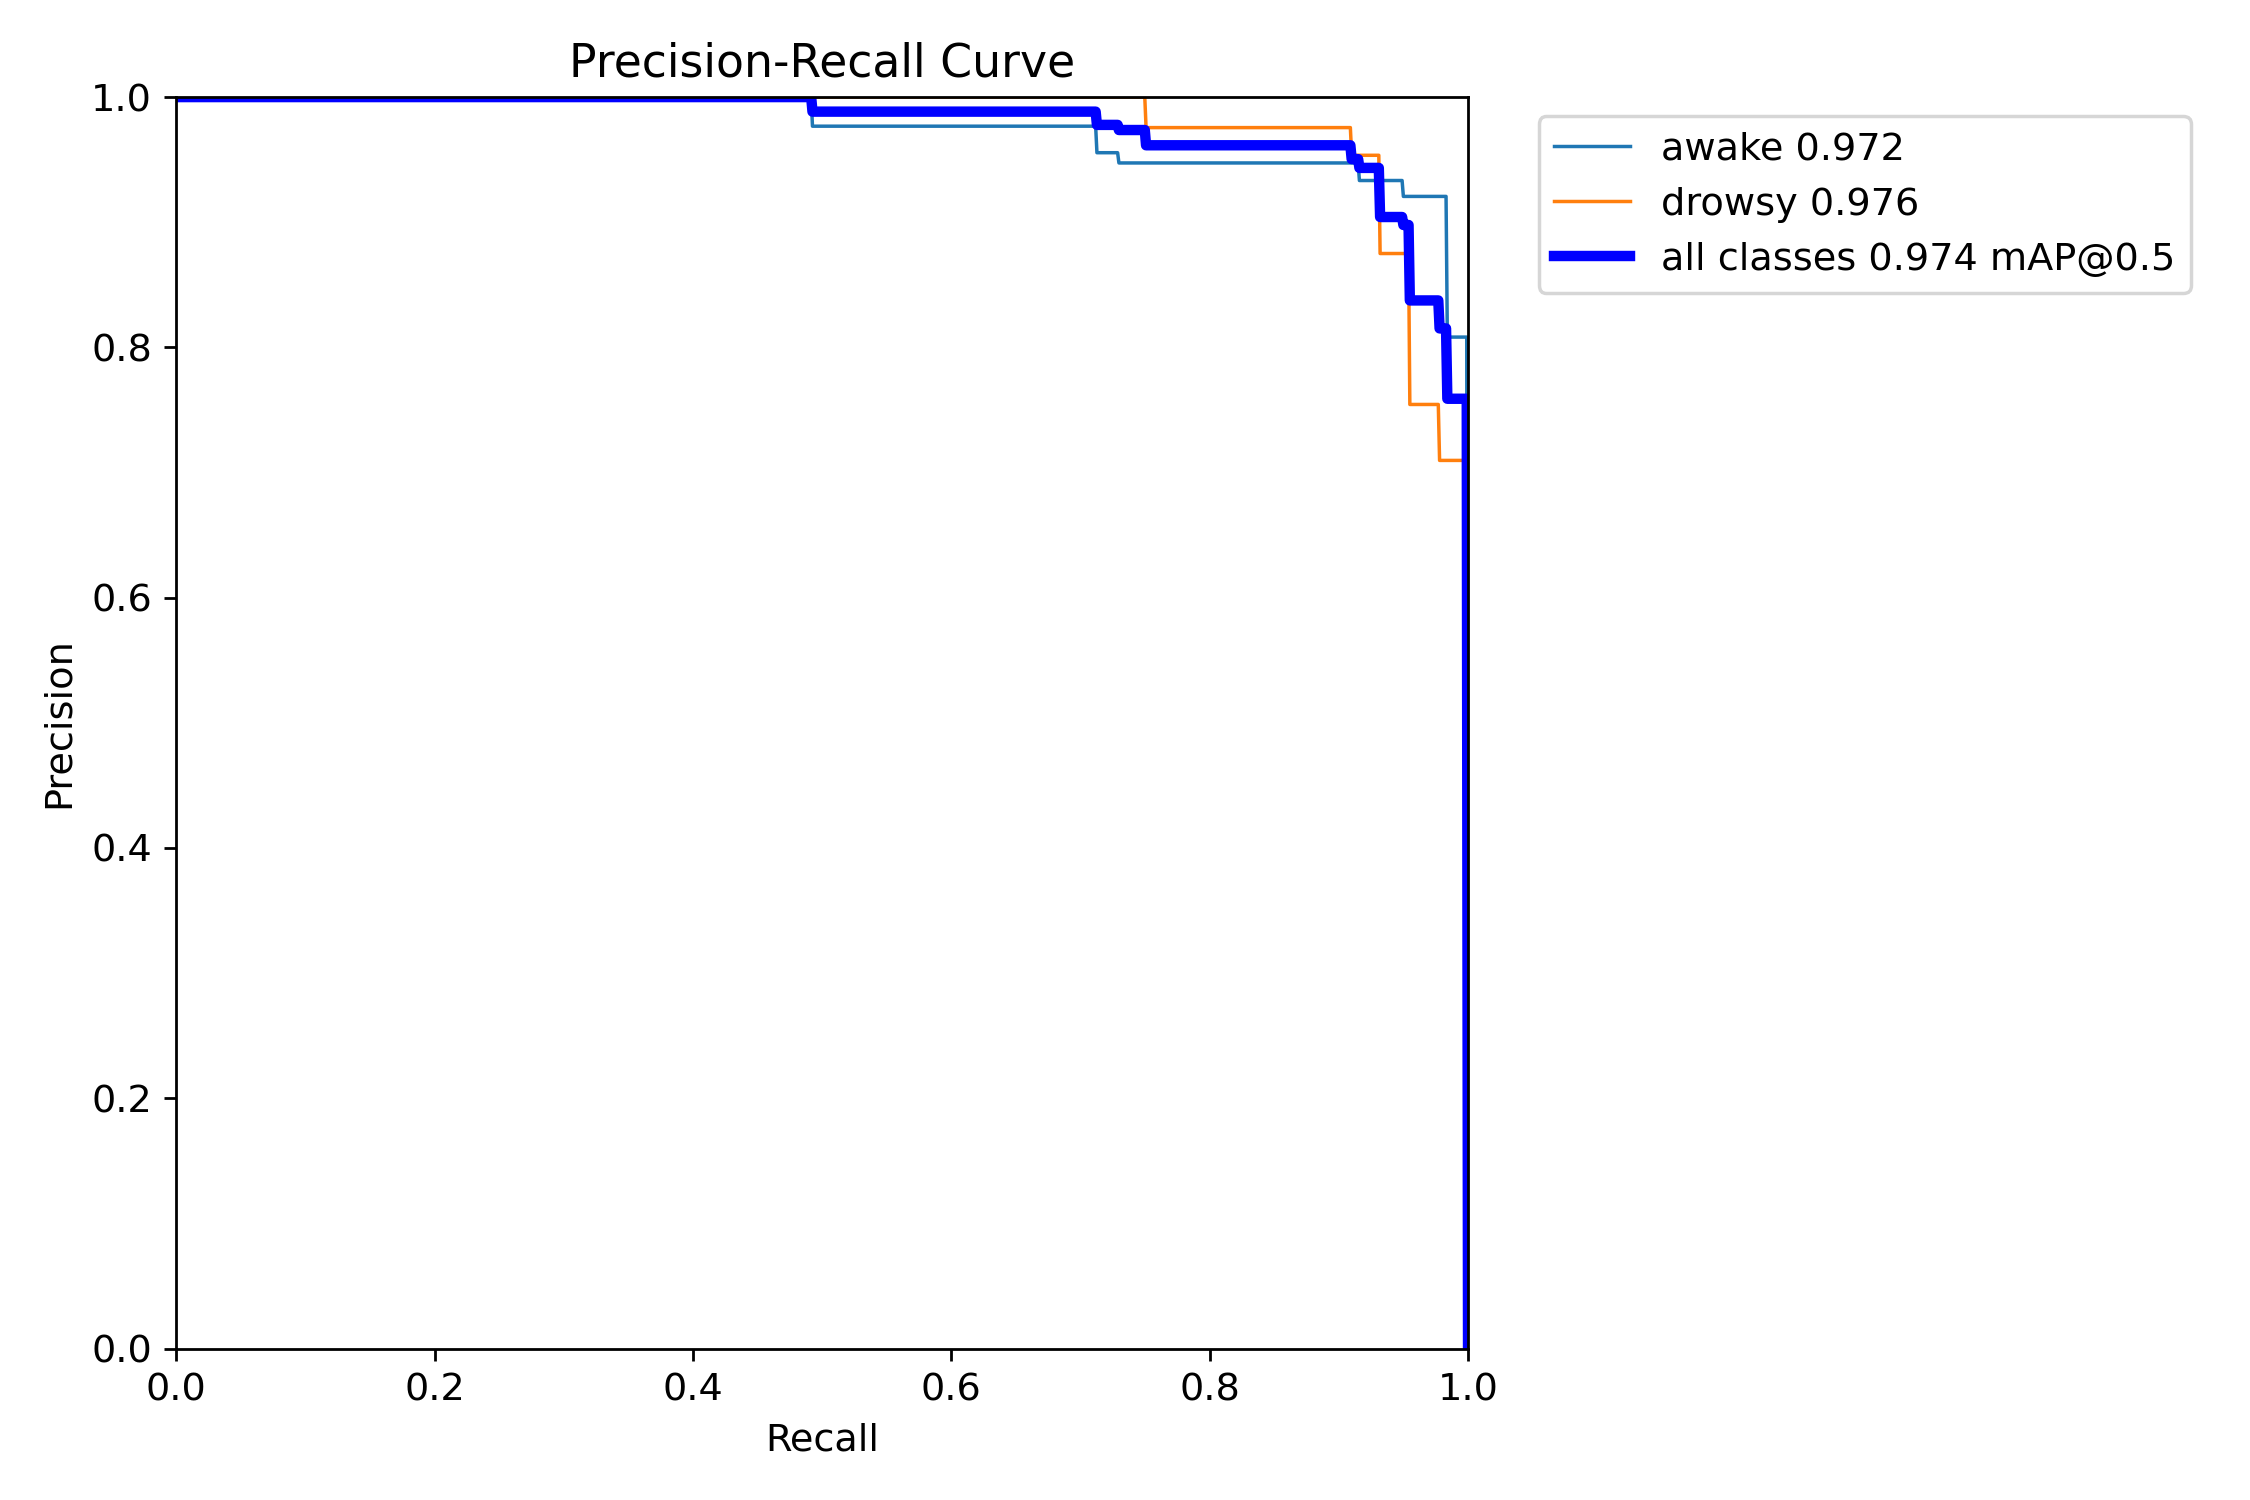 Precision-Recall Curve
1.0
0.8
0.6
0.4
0.2
0.0
Precision
0.0 0.2 0.4 0.6 0.8 1.0
Recall
awake 0.972
drowsy 0.976
all classes 0.974 mAP@0.5